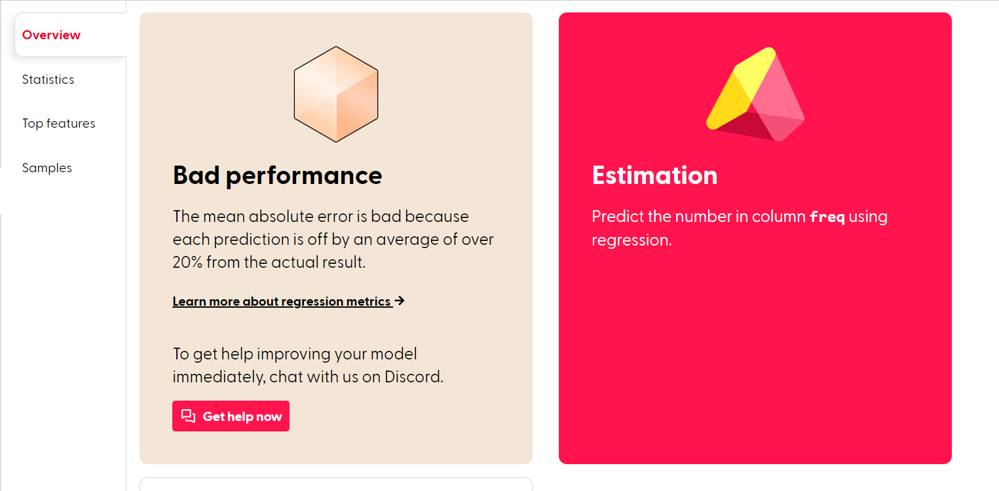 Overview
Statistics
Top features
Samples
Bad performance
The mean absolute error is bad because
each prediction is off by an average of over
20% from the actual result.
Learn more about regression metrics →
To get help improving your model
immediately, chat with us on Discord.
Get help now
Estimation
Predict the number in column freq using
regression.